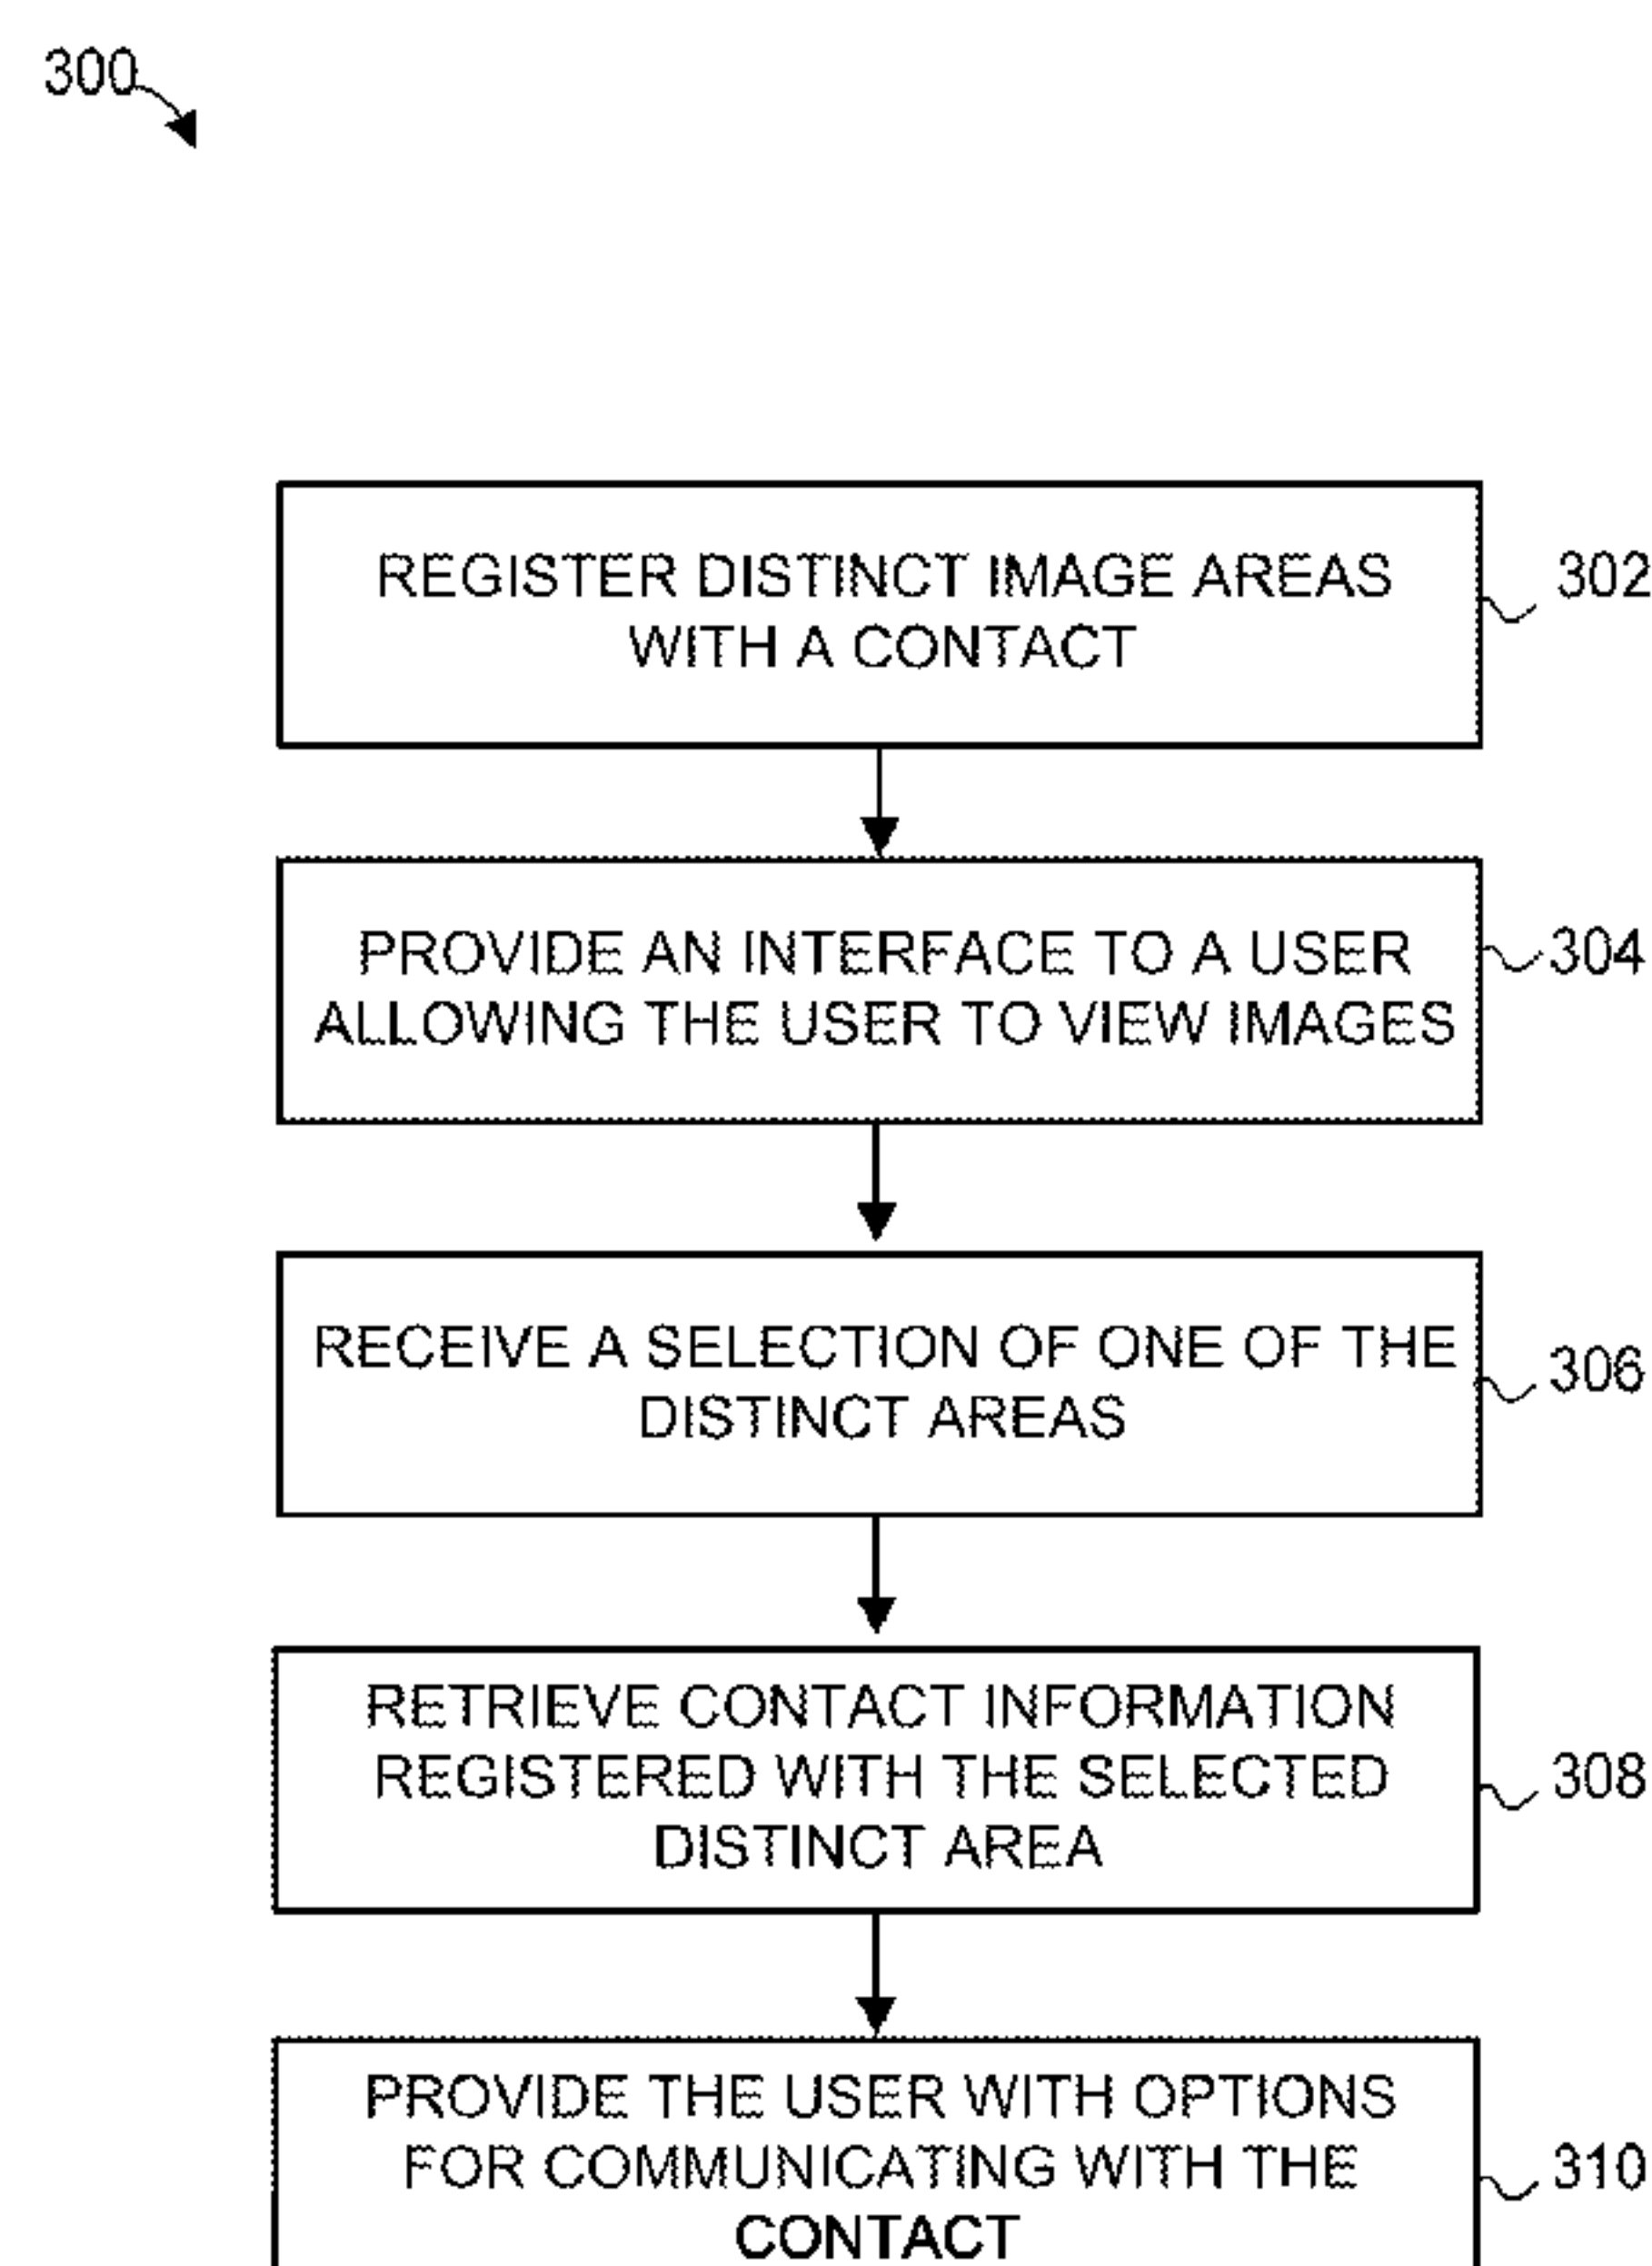 300
REGISTER DISTINCT IMAGE AREAS
WITH A CONTACT
302
PROVIDE AN INTERFACE TO A USER
ALLOWING THE USER TO VIEW IMAGES
304
RECEIVE A SELECTION OF ONE OF THE
DISTINCT AREAS
306
RETRIEVE CONTACT INFORMATION
REGISTERED WITH THE SELECTED
DISTINCT AREA
308
PROVIDE THE USER WITH OPTIONS
FOR COMMUNICATING WITH THE
CONTACT
310